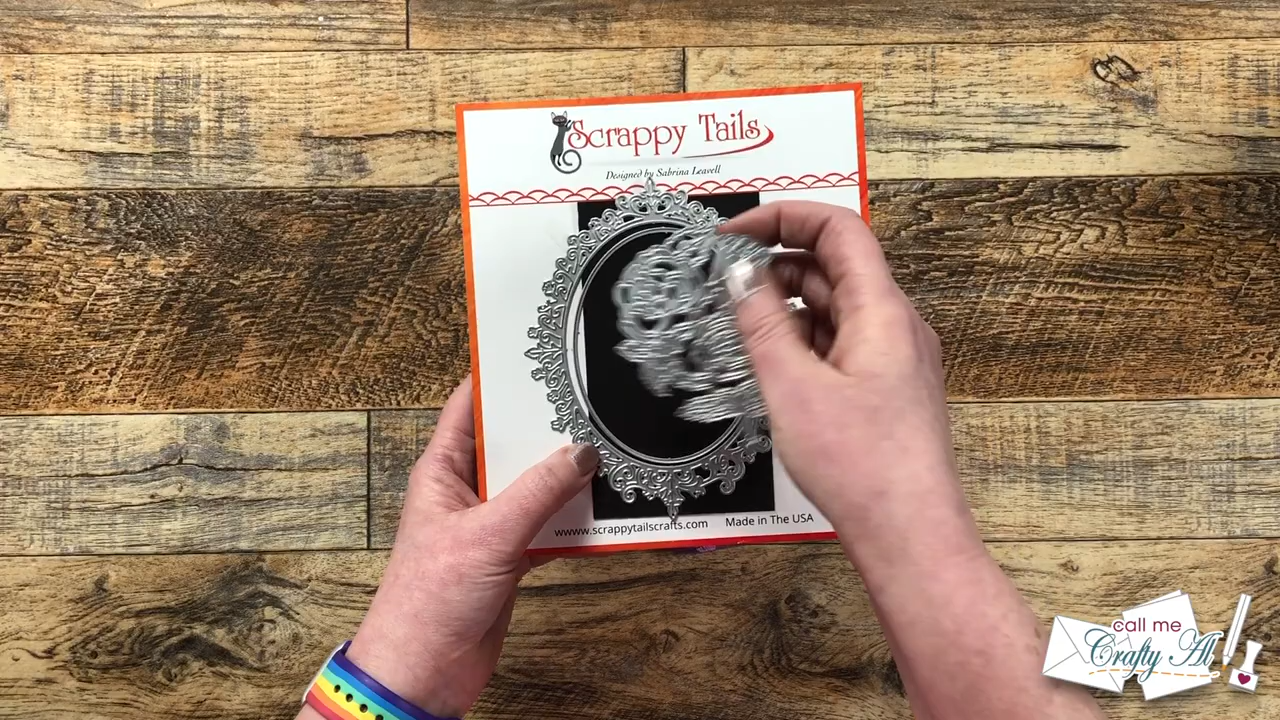 Scrappy Tails
Designed by Sabrina Leavell
www.scrappytailscrafts.com Made in The USA
call me
Crafty Al